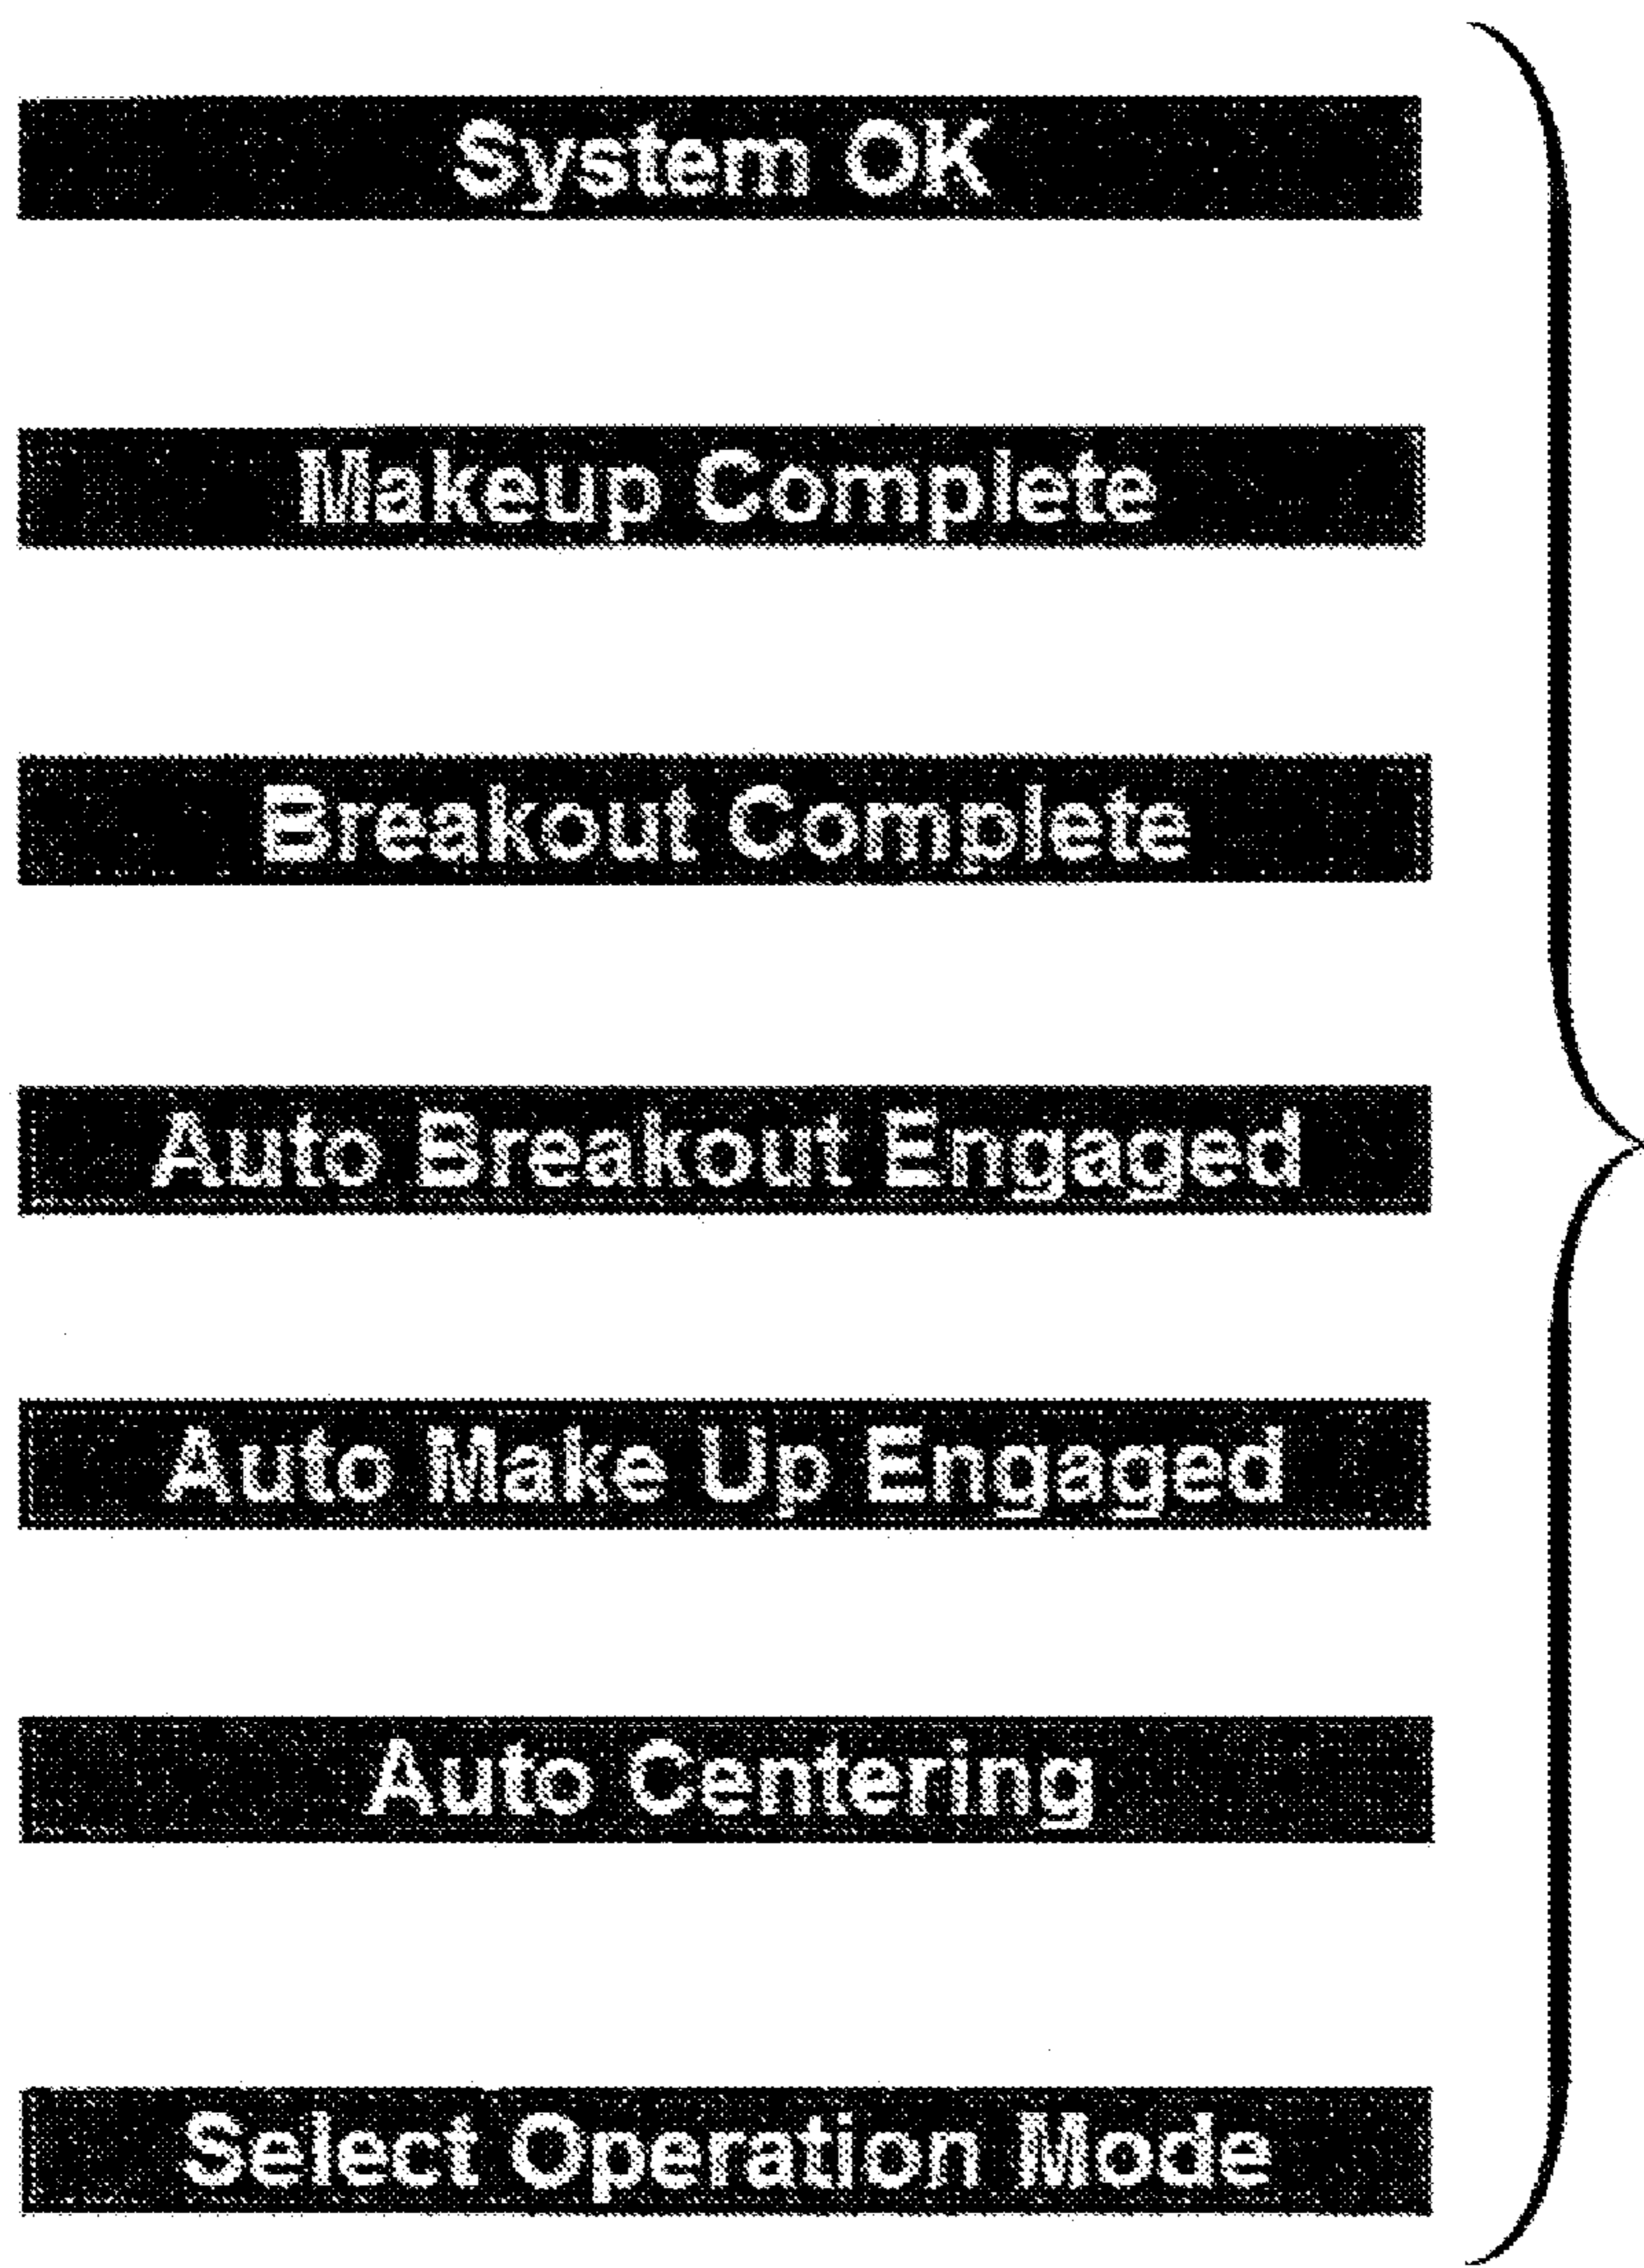 System OK
Makeup Complete
Breakout Complete
Auto Breakout Engaged
Auto Make Up Engaged
Auto Centering
Select Operation Mode